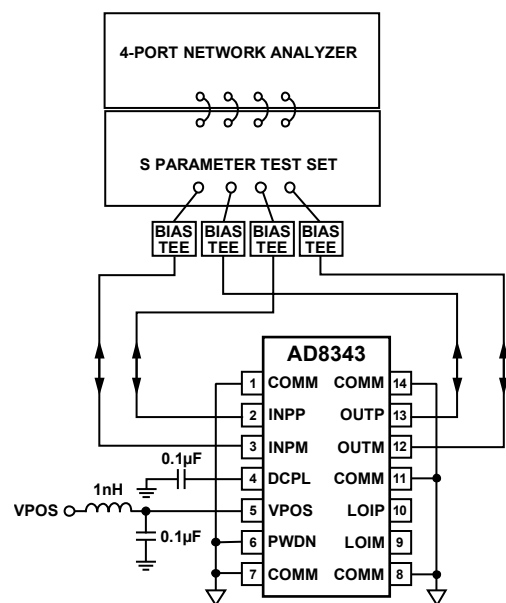 4-PORT NETWORK ANALYZER
S PARAMETER TEST SET
BIAS TEE
BIAS TEE
BIAS TEE
BIAS TEE
AD8343
1 COMM COMM 14
2 INPP OUTP 13
3 INPM OUTM 12
0.1µF
4 DCPL COMM 11
1nH
VPOS
5 VPOS LOIP 10
0.1µF
6 PWDN LOIM 9
7 COMM COMM 8